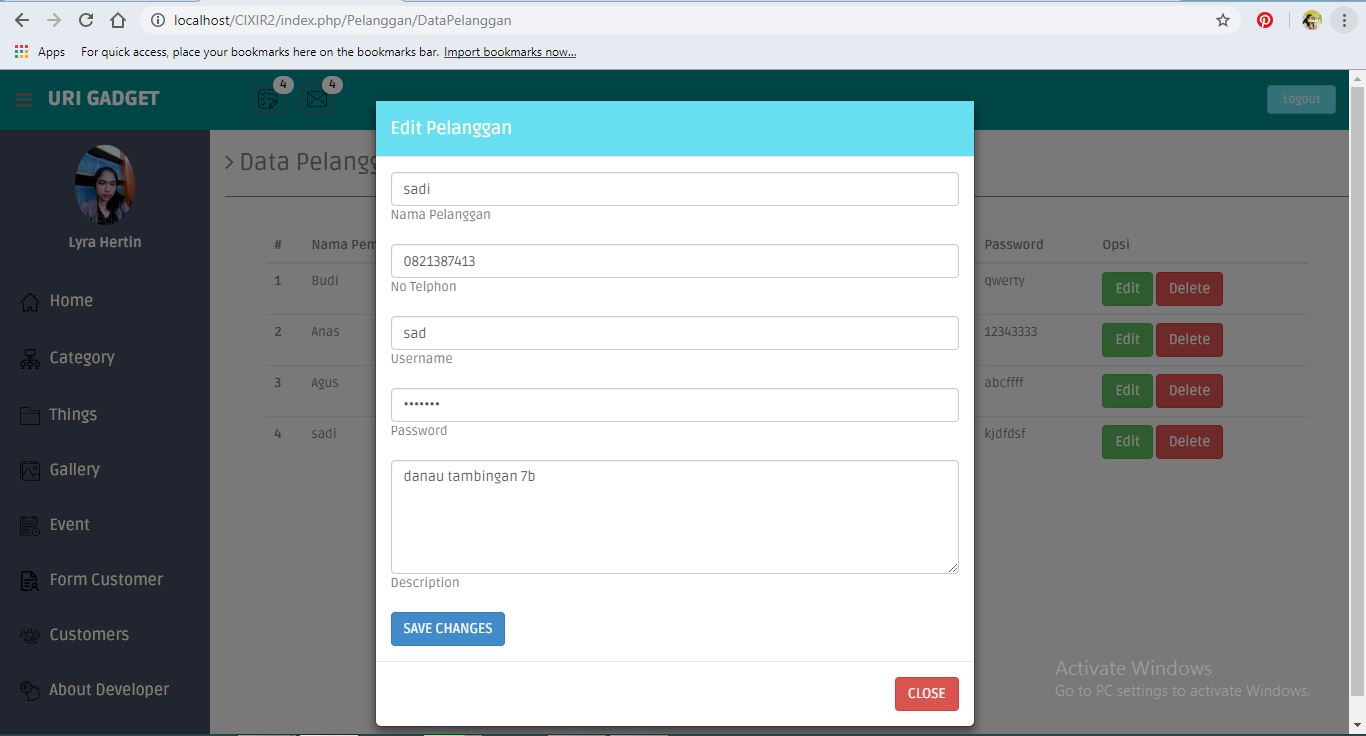 localhost/CIXIR2/index.php/Pelanggan/DataPelanggan
Apps For quick access, place your bookmarks here on the bookmarks bar. Import bookmarks now...
URI GADGET
4
4
Logout
Lyra Hertin
Home
Category
Things
Gallery
Event
Form Customer
Customers
About Developer
> Data Pelangg
# Nama Pem Password Opsi
1 Budi qwerty Edit Delete
2 Anas 12343333 Edit Delete
3 Agus abcffff Edit Delete
4 sadi kjdfdsf Edit Delete
Edit Pelanggan
sadi
Nama Pelanggan
0821387413
No Telphon
sad
Username
•••••••
Password
danau tambingan 7b
Description
SAVE CHANGES
CLOSE
Activate Windows
Go to PC settings to activate Windows.